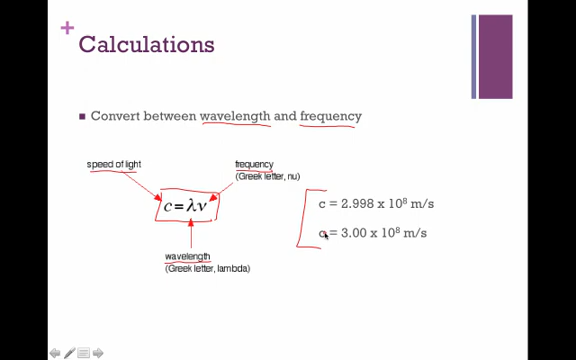 +
Calculations
Convert between wavelength and frequency
speed of light
frequency
(Greek letter, nu)
c = λν
wavelength
(Greek letter, lambda)
c = 2.998 x 10⁸ m/s
c = 3.00 x 10⁸ m/s